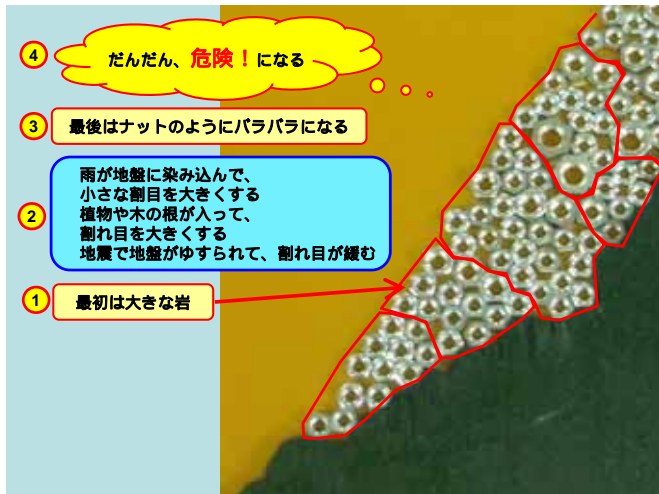 4
だんだん、危険！になる
3
最後はナットのようにバラバラになる
2
雨が地盤に染み込んで、
小さな割目を大きくする
植物や木の根が入って、
割れ目を大きくする
地震で地盤がゆすられて、割れ目が緩む
1
最初は大きな岩